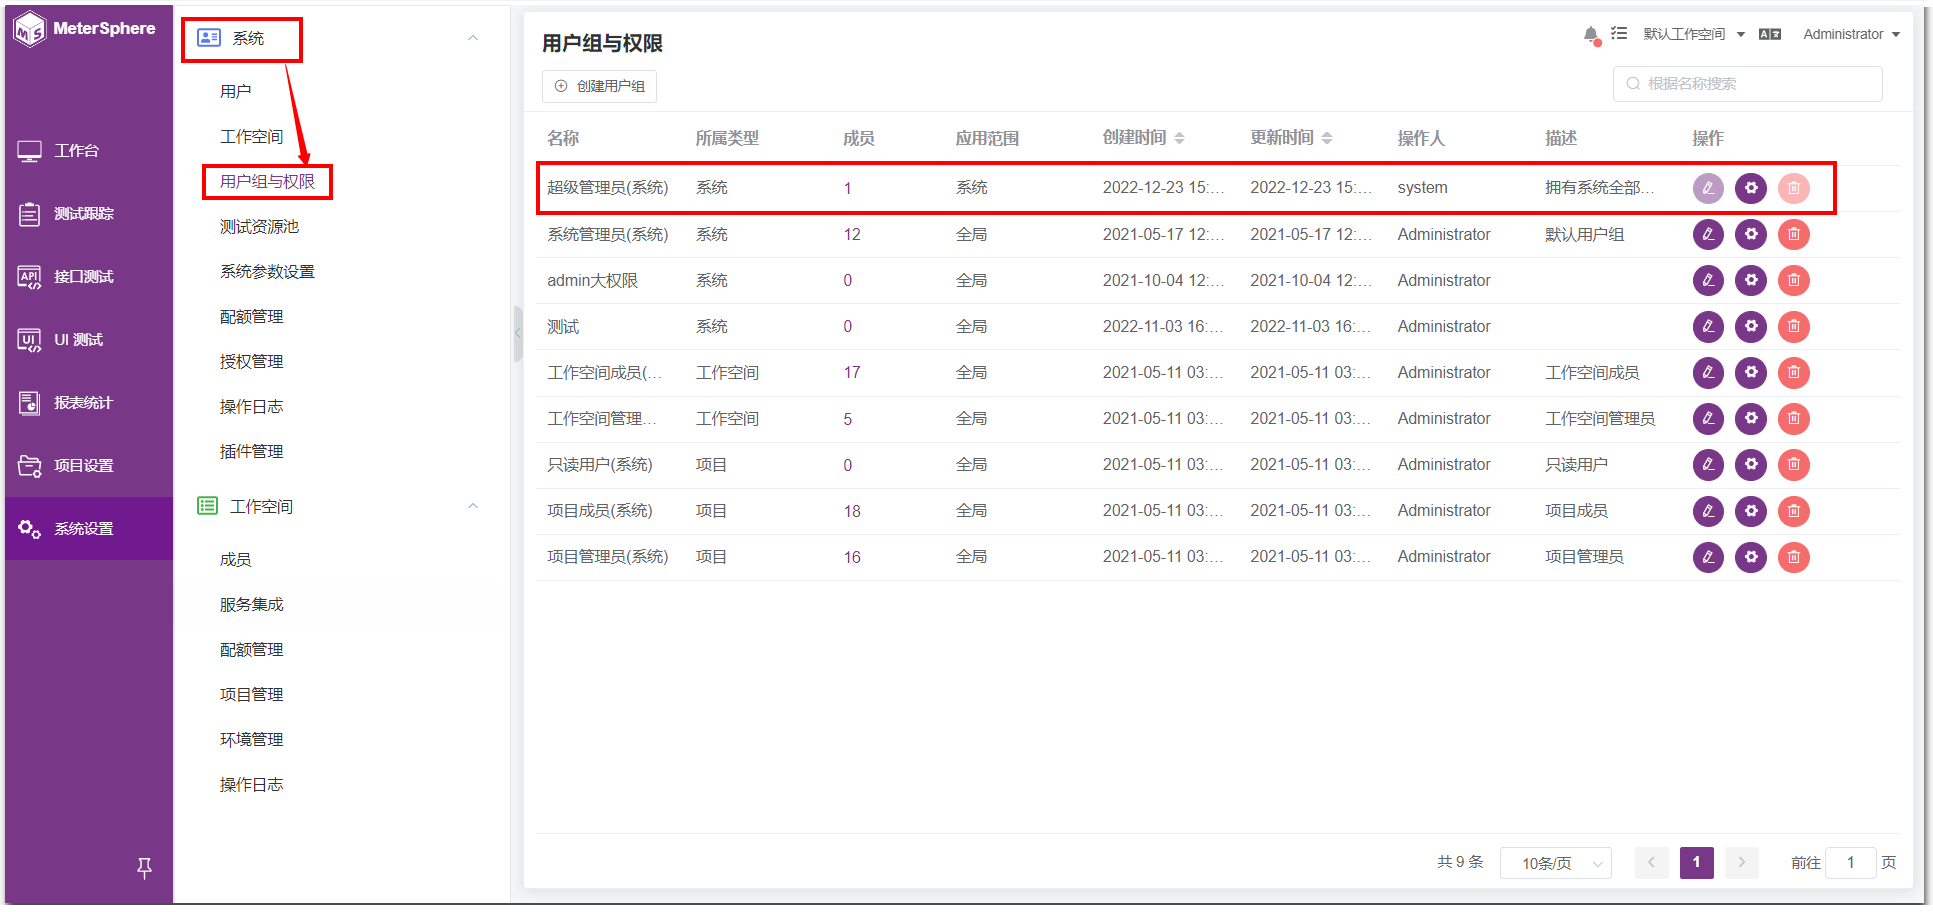 MeterSphere
工作台
测试跟踪
接口测试
UI 测试
报表统计
项目设置
系统设置
系统
用户
工作空间
用户组与权限
测试资源池
系统参数设置
配额管理
授权管理
操作日志
插件管理
工作空间
成员
服务集成
配额管理
项目管理
环境管理
操作日志
用户组与权限
默认工作空间 Administrator
创建用户组
根据名称搜索
名称 所属类型 成员 应用范围 创建时间 更新时间 操作人 描述 操作
超级管理员(系统) 系统 1 系统 2022-12-23 15:... 2022-12-23 15:... system 拥有系统全部...
系统管理员(系统) 系统 12 全局 2021-05-17 12:... 2021-05-17 12:... Administrator 默认用户组
admin大权限 系统 0 全局 2021-10-04 12:... 2021-10-04 12:... Administrator
测试 系统 0 全局 2022-11-03 16:... 2022-11-03 16:... Administrator
工作空间成员(... 工作空间 17 全局 2021-05-11 03:... 2021-05-11 03:... Administrator 工作空间成员
工作空间管理... 工作空间 5 全局 2021-05-11 03:... 2021-05-11 03:... Administrator 工作空间管理员
只读用户(系统) 项目 0 全局 2021-05-11 03:... 2021-05-11 03:... Administrator 只读用户
项目成员(系统) 项目 18 全局 2021-05-11 03:... 2021-05-11 03:... Administrator 项目成员
项目管理员(系统) 项目 16 全局 2021-05-11 03:... 2021-05-11 03:... Administrator 项目管理员
共 9 条 10条/页 1 前往 1 页